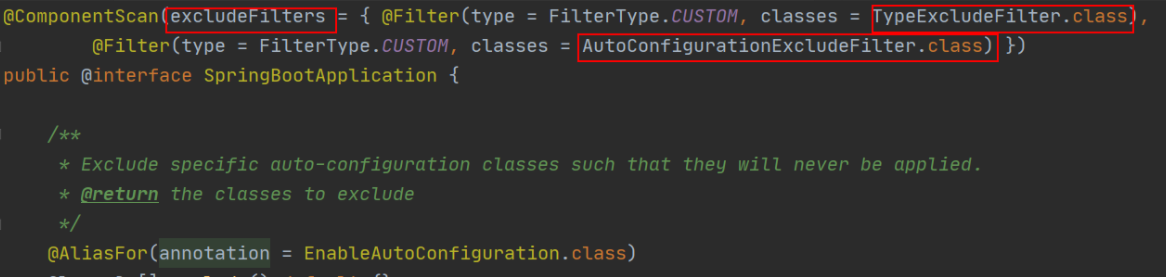 @ComponentScan(excludeFilters = { @Filter(type = FilterType.CUSTOM, classes = TypeExcludeFilter.class),
@Filter(type = FilterType.CUSTOM, classes = AutoConfigurationExcludeFilter.class) })
public @interface SpringBootApplication {
/**
* Exclude specific auto-configuration classes such that they will never be applied.
* @return the classes to exclude
*/
@AliasFor(annotation = EnableAutoConfiguration.class)